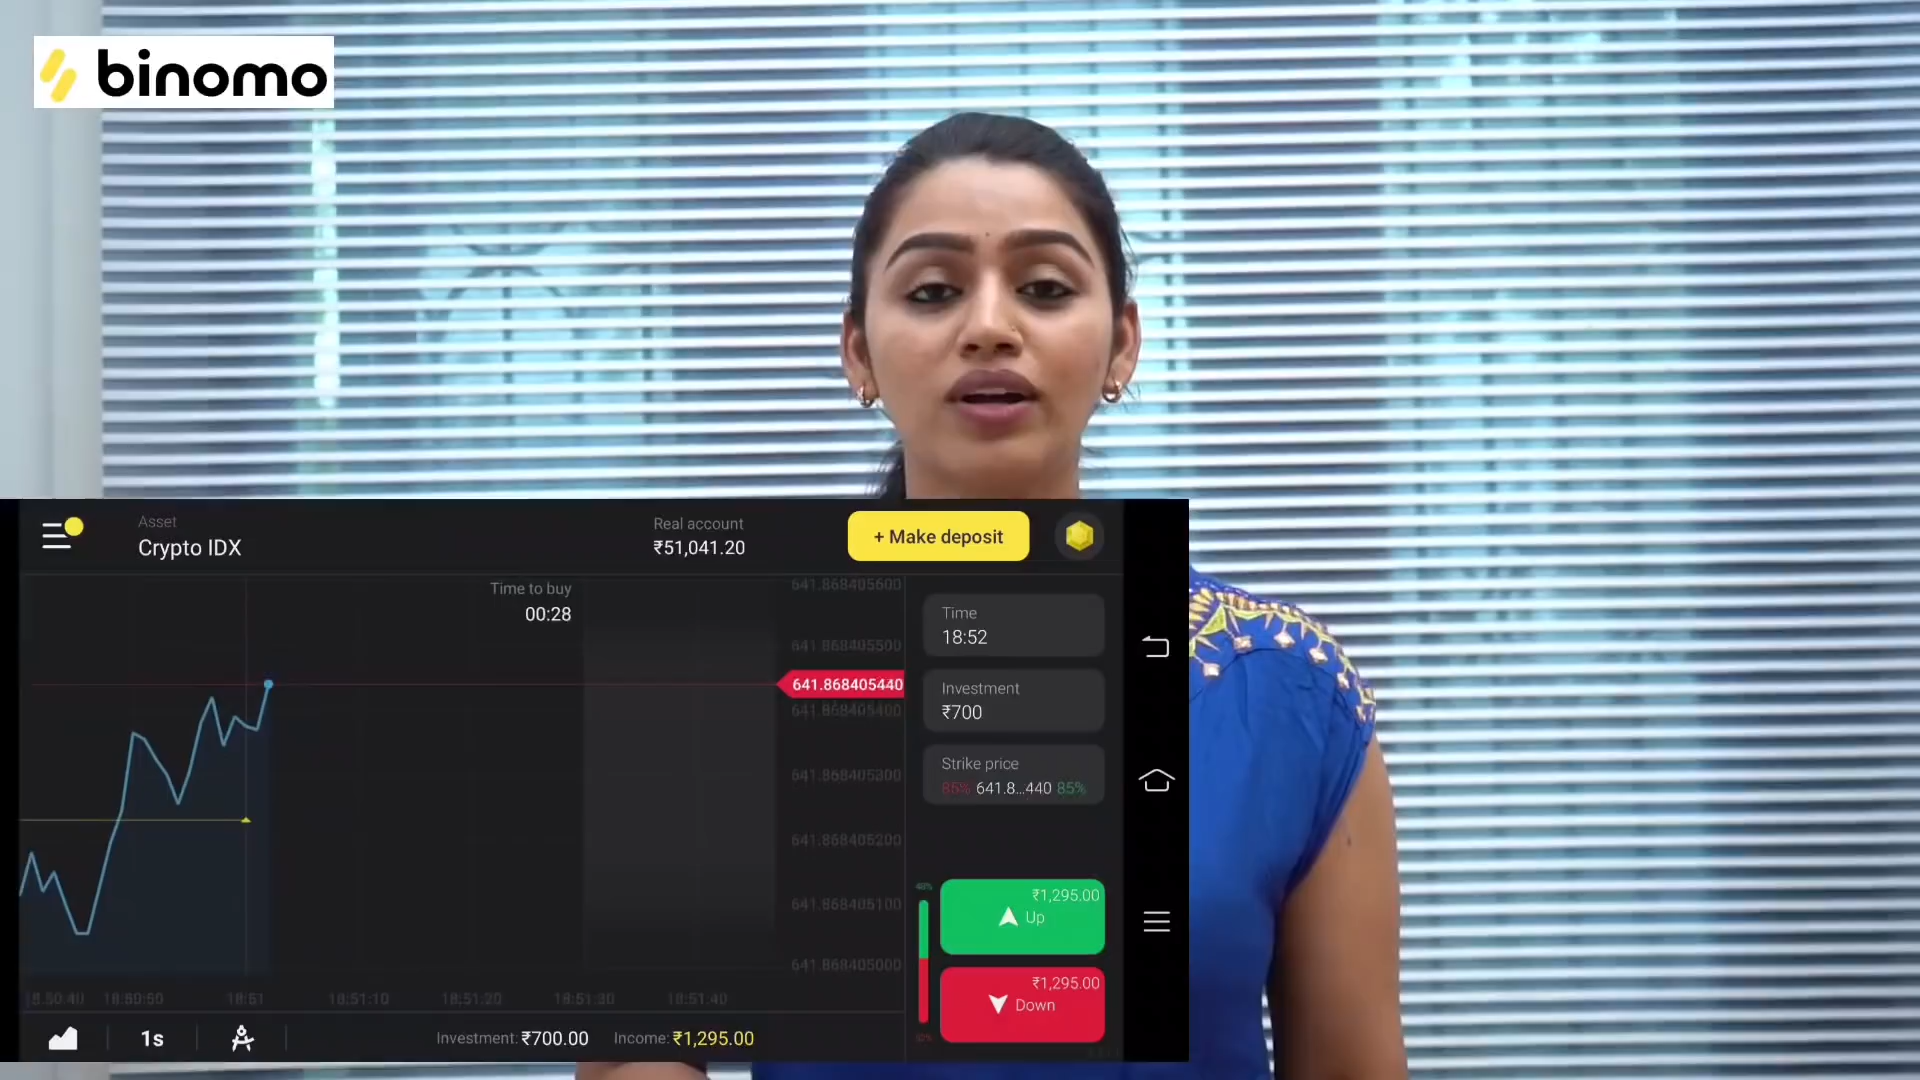 binomo
Asset
Crypto IDX
Real account
₹51,041.20
+ Make deposit
Time to buy
00:28
641.868405600
641.868405500
641.868405440
641.868405400
641.868405300
641.868405200
641.868405100
641.868405000
Time
18:52
Investment
₹700
Strike price
85% 641.8...440 85%
₹1,295.00
Up
₹1,295.00
Down
18:50:50
18:51
18:51:10
18:51:20
18:51:30
18:51:40
1s
Investment: ₹700.00
Income: ₹1,295.00